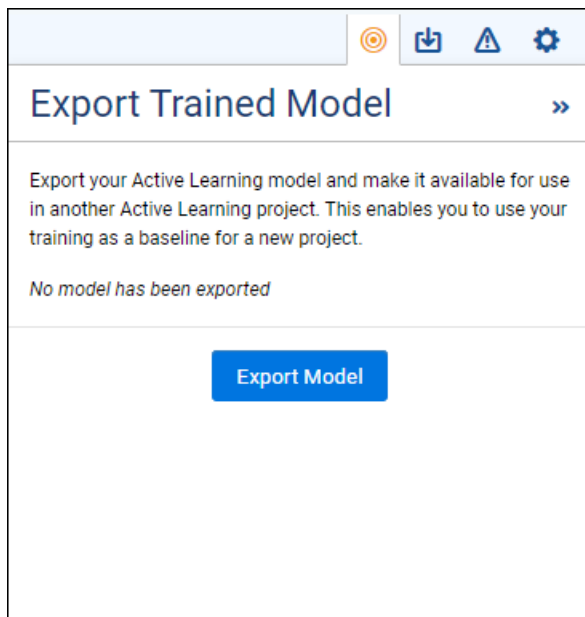 Export Trained Model
Export your Active Learning model and make it available for use
in another Active Learning project. This enables you to use your
training as a baseline for a new project.
No model has been exported
Export Model